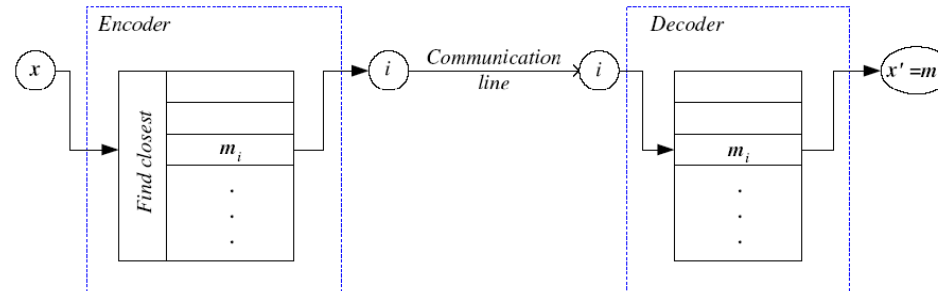 Encoder
Decoder
x
Find closest
m_i
.
.
.
i
Communication
line
i
m_i
.
.
.
x' =m